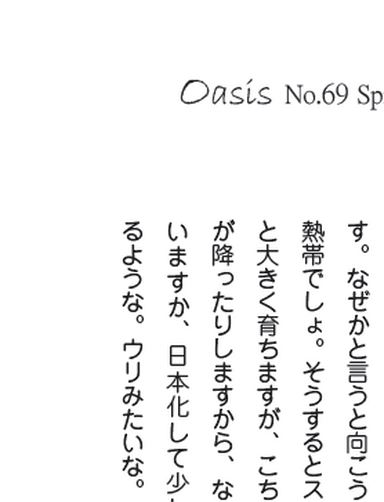 Oasis No.69 Sp
す。なぜかと言うと向こう
熱帯でしょ。そうするとス
と大きく育ちますが、こち
が降ったりしますから、な
いますか、日本化して少
るような。ウリみたいな。